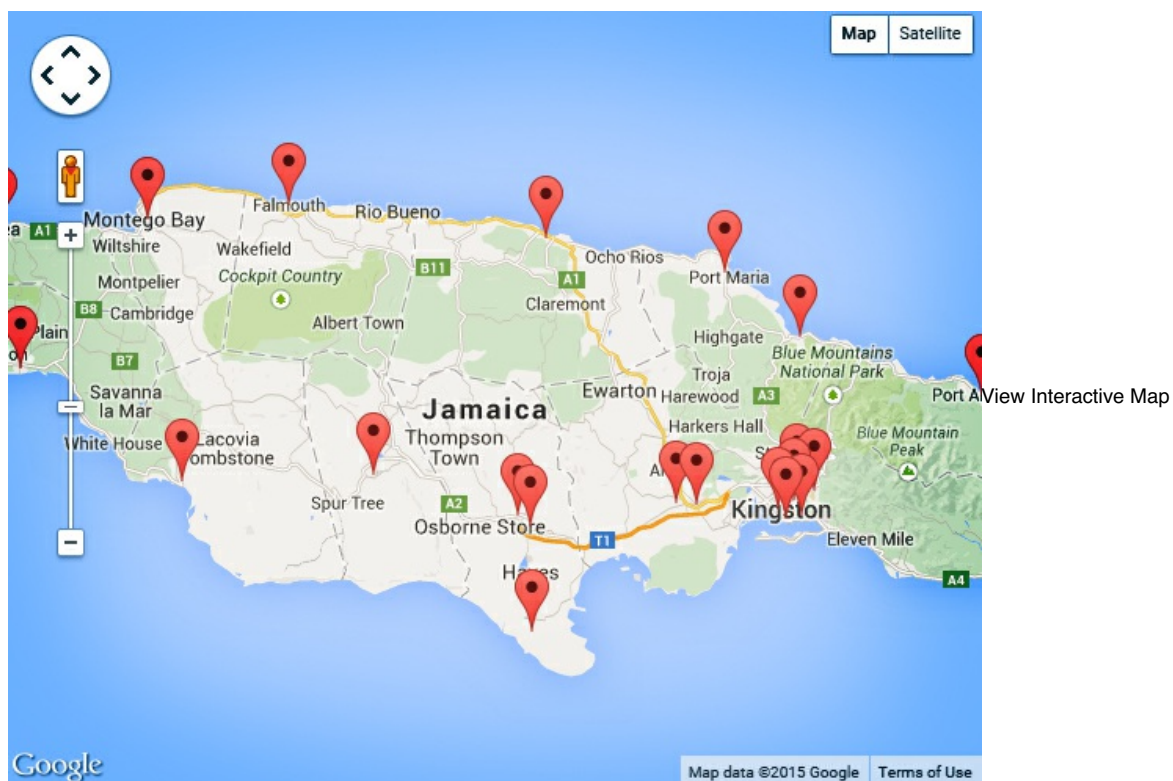 Map Satellite
Falmouth
Rio Bueno
Montego Bay
A1
Wiltshire
Wakefield
Ocho Rios
B11
Port Maria
Cockpit Country
A1
Montpelier
Claremont
B8
Cambridge
Albert Town
Plain
Highgate
Blue Mountains
National Park
B7
Troja
Savanna
la Mar
Ewarton
Harewood
A3
Port A
View Interactive Map
Jamaica
Harkers Hall
White House
Lacovia
ombstone
Thompson
Town
Blue Mountain
Peak
Spur Tree
A2
Kingston
Osborne Store
T1
Eleven Mile
A4
Google
Map data ©2015 Google Terms of Use